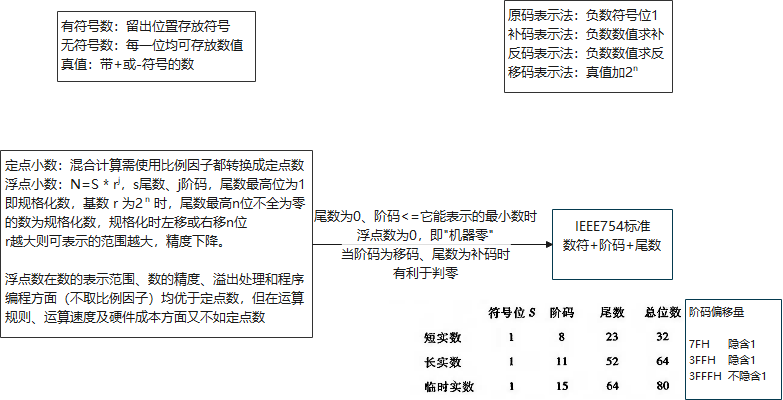 有符号数：留出位置存放符号
无符号数：每一位均可存放数值
真值：带+或-符号的数
原码表示法：负数符号位1
补码表示法：负数数值求补
反码表示法：负数数值求反
移码表示法：真值加2ⁿ
定点小数：混合计算需使用比例因子都转换成定点数
浮点小数：N=S * rʲ，s尾数、j阶码，尾数最高位为1
即规格化数，基数 r 为2ⁿ 时，尾数最高n位不全为零
的数为规格化数，规格化时左移或右移n位
r越大则可表示的范围越大，精度下降。
浮点数在数的表示范围、数的精度、溢出处理和程序
编程方面（不取比例因子）均优于定点数，但在运算
规则、运算速度及硬件成本方面又不如定点数
尾数为0、阶码<=它能表示的最小数时
浮点数为0，即"机器零"
当阶码为移码、尾数为补码时
有利于判零
IEEE754标准
数符+阶码+尾数
符号位 S 阶码 尾数 总位数
短实数 1 8 23 32
长实数 1 11 52 64
临时实数 1 15 64 80
阶码偏移量
7FH 隐含1
3FFH 隐含1
3FFFH 不隐含1